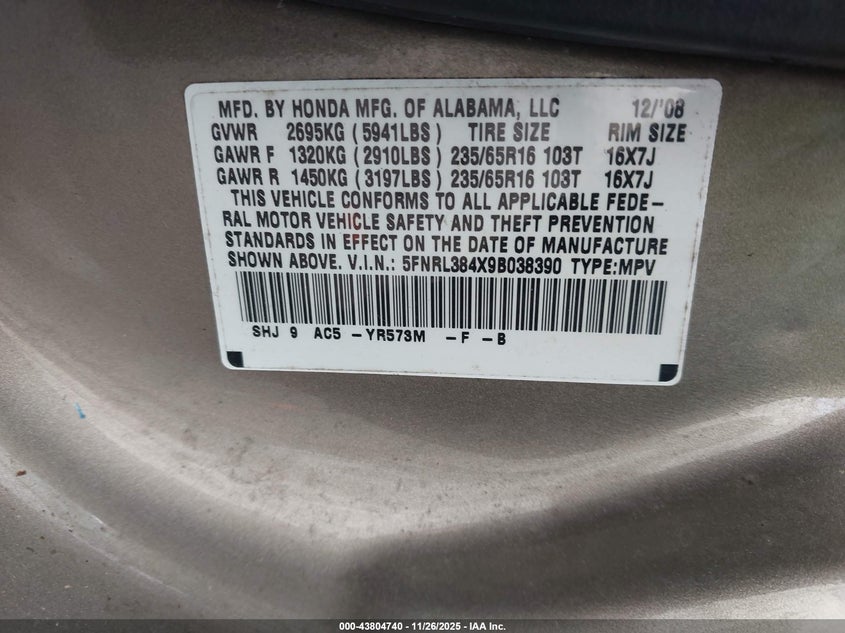 MFD. BY HONDA MFG. OF ALABAMA, LLC 12/'08
GVWR 2695KG (5941LBS) TIRE SIZE RIM SIZE
GAWR F 1320KG (2910LBS) 235/65R16 103T 16X7J
GAWR R 1450KG (3197LBS) 235/65R16 103T 16X7J
THIS VEHICLE CONFORMS TO ALL APPLICABLE FEDE-
RAL MOTOR VEHICLE SAFETY AND THEFT PREVENTION
STANDARDS IN EFFECT ON THE DATE OF MANUFACTURE
SHOWN ABOVE. V.I.N.: 5FNRL384X9B038390 TYPE:MPV
SHJ 9 AC5 -YR573M -F -B
000-43804740 - 11/26/2025 - IAA Inc.